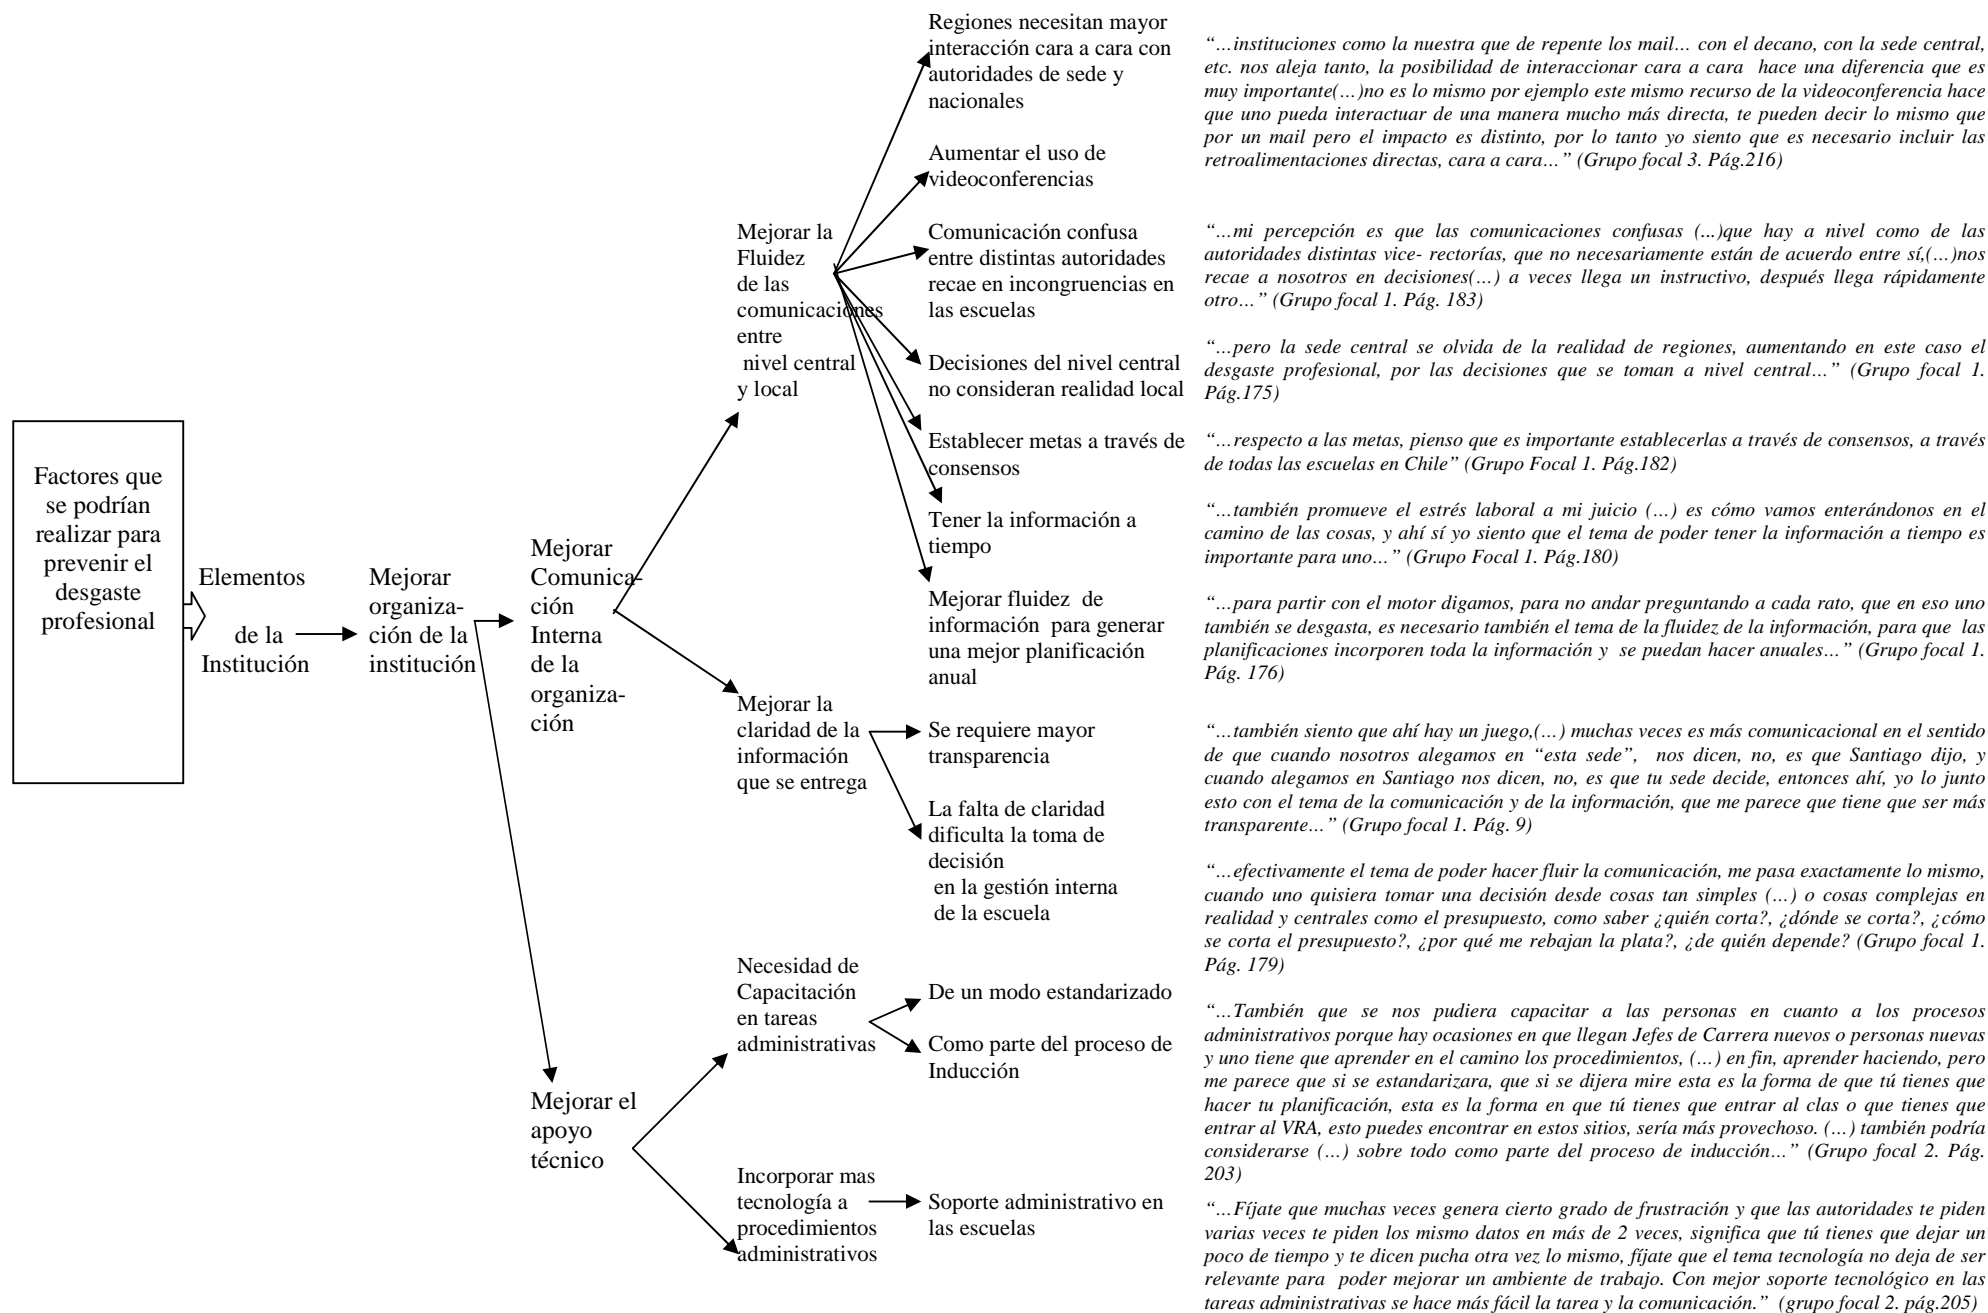 Factores que
se podrían
realizar para
prevenir el
desgaste
profesional
Elementos
de la
Institución
Mejorar
organiza-
ción de la
institución
Mejorar
Comunica-
ción
Interna
de la
organiza-
ción
Mejorar el
apoyo
técnico
Mejorar la
Fluidez
de las
comunicaciones
entre
nivel central
y local
Mejorar la
claridad de la
información
que se entrega
Necesidad de
Capacitación
en tareas
administrativas
Incorporar mas
tecnología a
procedimientos
administrativos
Regiones necesitan mayor
interacción cara a cara con
autoridades de sede y
nacionales
Aumentar el uso de
videoconferencias
Comunicación confusa
entre distintas autoridades
recae en incongruencias en
las escuelas
Decisiones del nivel central
no consideran realidad local
Establecer metas a través de
consensos
Tener la información a
tiempo
Mejorar fluidez de
información para generar
una mejor planificación
anual
Se requiere mayor
transparencia
La falta de claridad
dificulta la toma de
decisión
en la gestión interna
de la escuela
De un modo estandarizado
Como parte del proceso de
Inducción
Soporte administrativo en
las escuelas
“…instituciones como la nuestra que de repente los mail… con el decano, con la sede central,
etc. nos aleja tanto, la posibilidad de interaccionar cara a cara hace una diferencia que es
muy importante(…)no es lo mismo por ejemplo este mismo recurso de la videoconferencia hace
que uno pueda interactuar de una manera mucho más directa, te pueden decir lo mismo que
por un mail pero el impacto es distinto, por lo tanto yo siento que es necesario incluir las
retroalimentaciones directas, cara a cara…” (Grupo focal 3. Pág.216)
“…mi percepción es que las comunicaciones confusas (...)que hay a nivel como de las
autoridades distintas vice- rectorías, que no necesariamente están de acuerdo entre sí,(…)nos
recae a nosotros en decisiones(…) a veces llega un instructivo, después llega rápidamente
otro…” (Grupo focal 1. Pág. 183)
“…pero la sede central se olvida de la realidad de regiones, aumentando en este caso el
desgaste profesional, por las decisiones que se toman a nivel central…” (Grupo focal 1.
Pág.175)
“…respecto a las metas, pienso que es importante establecerlas a través de consensos, a través
de todas las escuelas en Chile” (Grupo Focal 1. Pág.182)
“…también promueve el estrés laboral a mi juicio (…) es cómo vamos enterándonos en el
camino de las cosas, y ahí sí yo siento que el tema de poder tener la información a tiempo es
importante para uno…” (Grupo Focal 1. Pág.180)
“…para partir con el motor digamos, para no andar preguntando a cada rato, que en eso uno
también se desgasta, es necesario también el tema de la fluidez de la información, para que las
planificaciones incorporen toda la información y se puedan hacer anuales…” (Grupo focal 1.
Pág. 176)
“…también siento que ahí hay un juego,(…) muchas veces es más comunicacional en el sentido
de que cuando nosotros alegamos en “esta sede”, nos dicen, no, es que Santiago dijo, y
cuando alegamos en Santiago nos dicen, no, es que tu sede decide, entonces ahí, yo lo junto
esto con el tema de la comunicación y de la información, que me parece que tiene que ser más
transparente…” (Grupo focal 1. Pág. 9)
“…efectivamente el tema de poder hacer fluir la comunicación, me pasa exactamente lo mismo,
cuando uno quisiera tomar una decisión desde cosas tan simples (…) o cosas complejas en
realidad y centrales como el presupuesto, como saber ¿quién corta?, ¿dónde se corta?, ¿cómo
se corta el presupuesto?, ¿por qué me rebajan la plata?, ¿de quién depende? (Grupo focal 1.
Pág. 179)
“…También que se nos pudiera capacitar a las personas en cuanto a los procesos
administrativos porque hay ocasiones en que llegan Jefes de Carrera nuevos o personas nuevas
y uno tiene que aprender en el camino los procedimientos, (…) en fin, aprender haciendo, pero
me parece que si se estandarizara, que si se dijera mire esta es la forma de que tú tienes que
hacer tu planificación, esta es la forma en que tú tienes que entrar al clas o que tienes que
entrar al VRA, esto puedes encontrar en estos sitios, sería más provechoso. (…) también podría
considerarse (…) sobre todo como parte del proceso de inducción…” (Grupo focal 2. Pág.
203)
“…Fíjate que muchas veces genera cierto grado de frustración y que las autoridades te piden
varias veces te piden los mismo datos en más de 2 veces, significa que tú tienes que dejar un
poco de tiempo y te dicen pucha otra vez lo mismo, fíjate que el tema tecnología no deja de ser
relevante para poder mejorar un ambiente de trabajo. Con mejor soporte tecnológico en las
tareas administrativas se hace más fácil la tarea y la comunicación.” (grupo focal 2. pág.205)